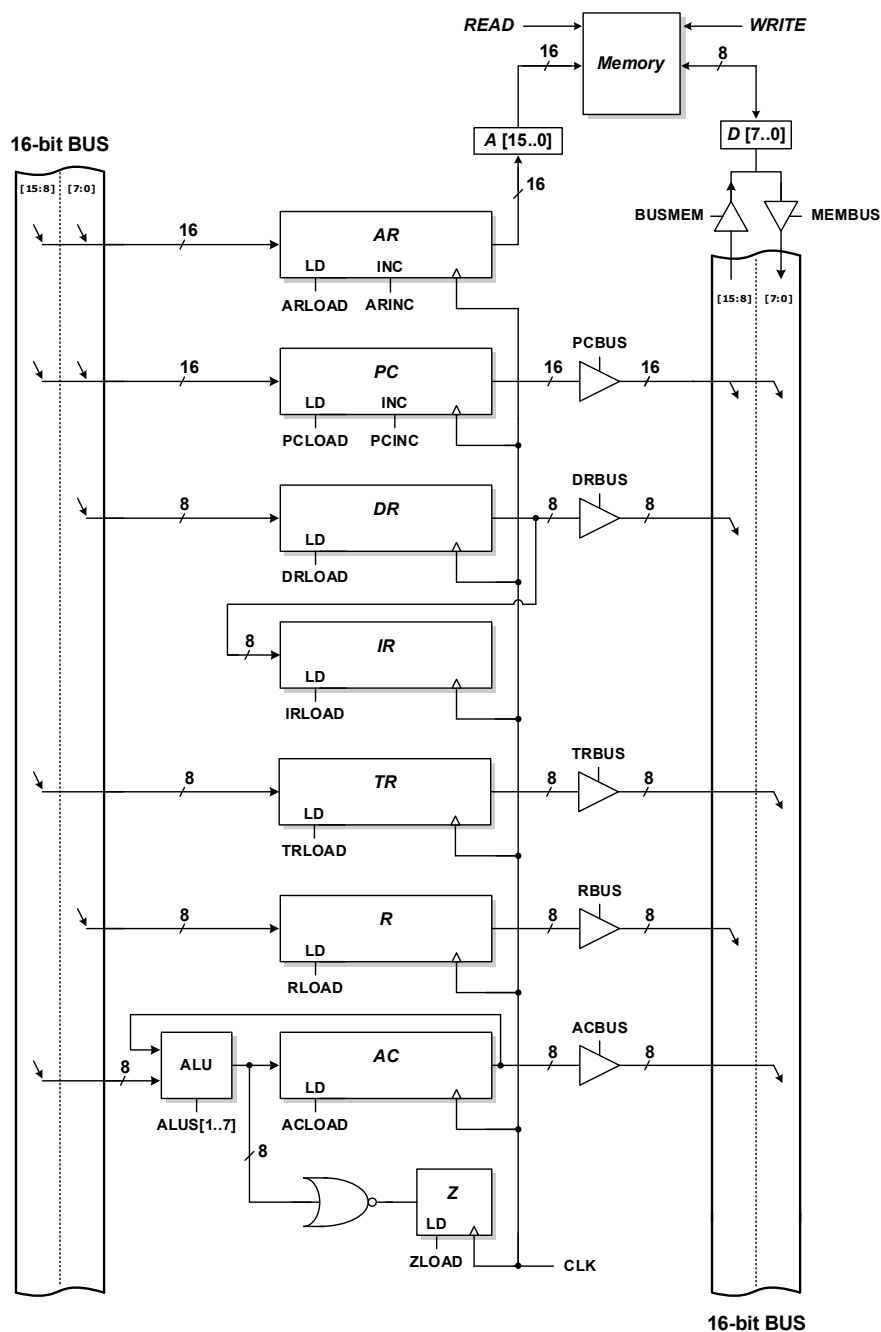 READ
WRITE
16
Memory
8
16-bit BUS
A [15..0]
D [7..0]
[15:8] [7:0]
16
BUSMEM
MEMBUS
16
AR
LD INC
ARLOAD ARINC
[15:8] [7:0]
PCBUS
16
PC
16 16
LD INC
PCLOAD PCINC
DRBUS
8
DR
8 8
LD
DRLOAD
8
IR
LD
IRLOAD
TRBUS
8
TR
8 8
LD
TRLOAD
RBUS
8
R
8 8
LD
RLOAD
ACBUS
8
ALU
AC
8 8
LD
ALUS[1..7]
ACLOAD
8
Z
LD
ZLOAD
CLK
16-bit BUS